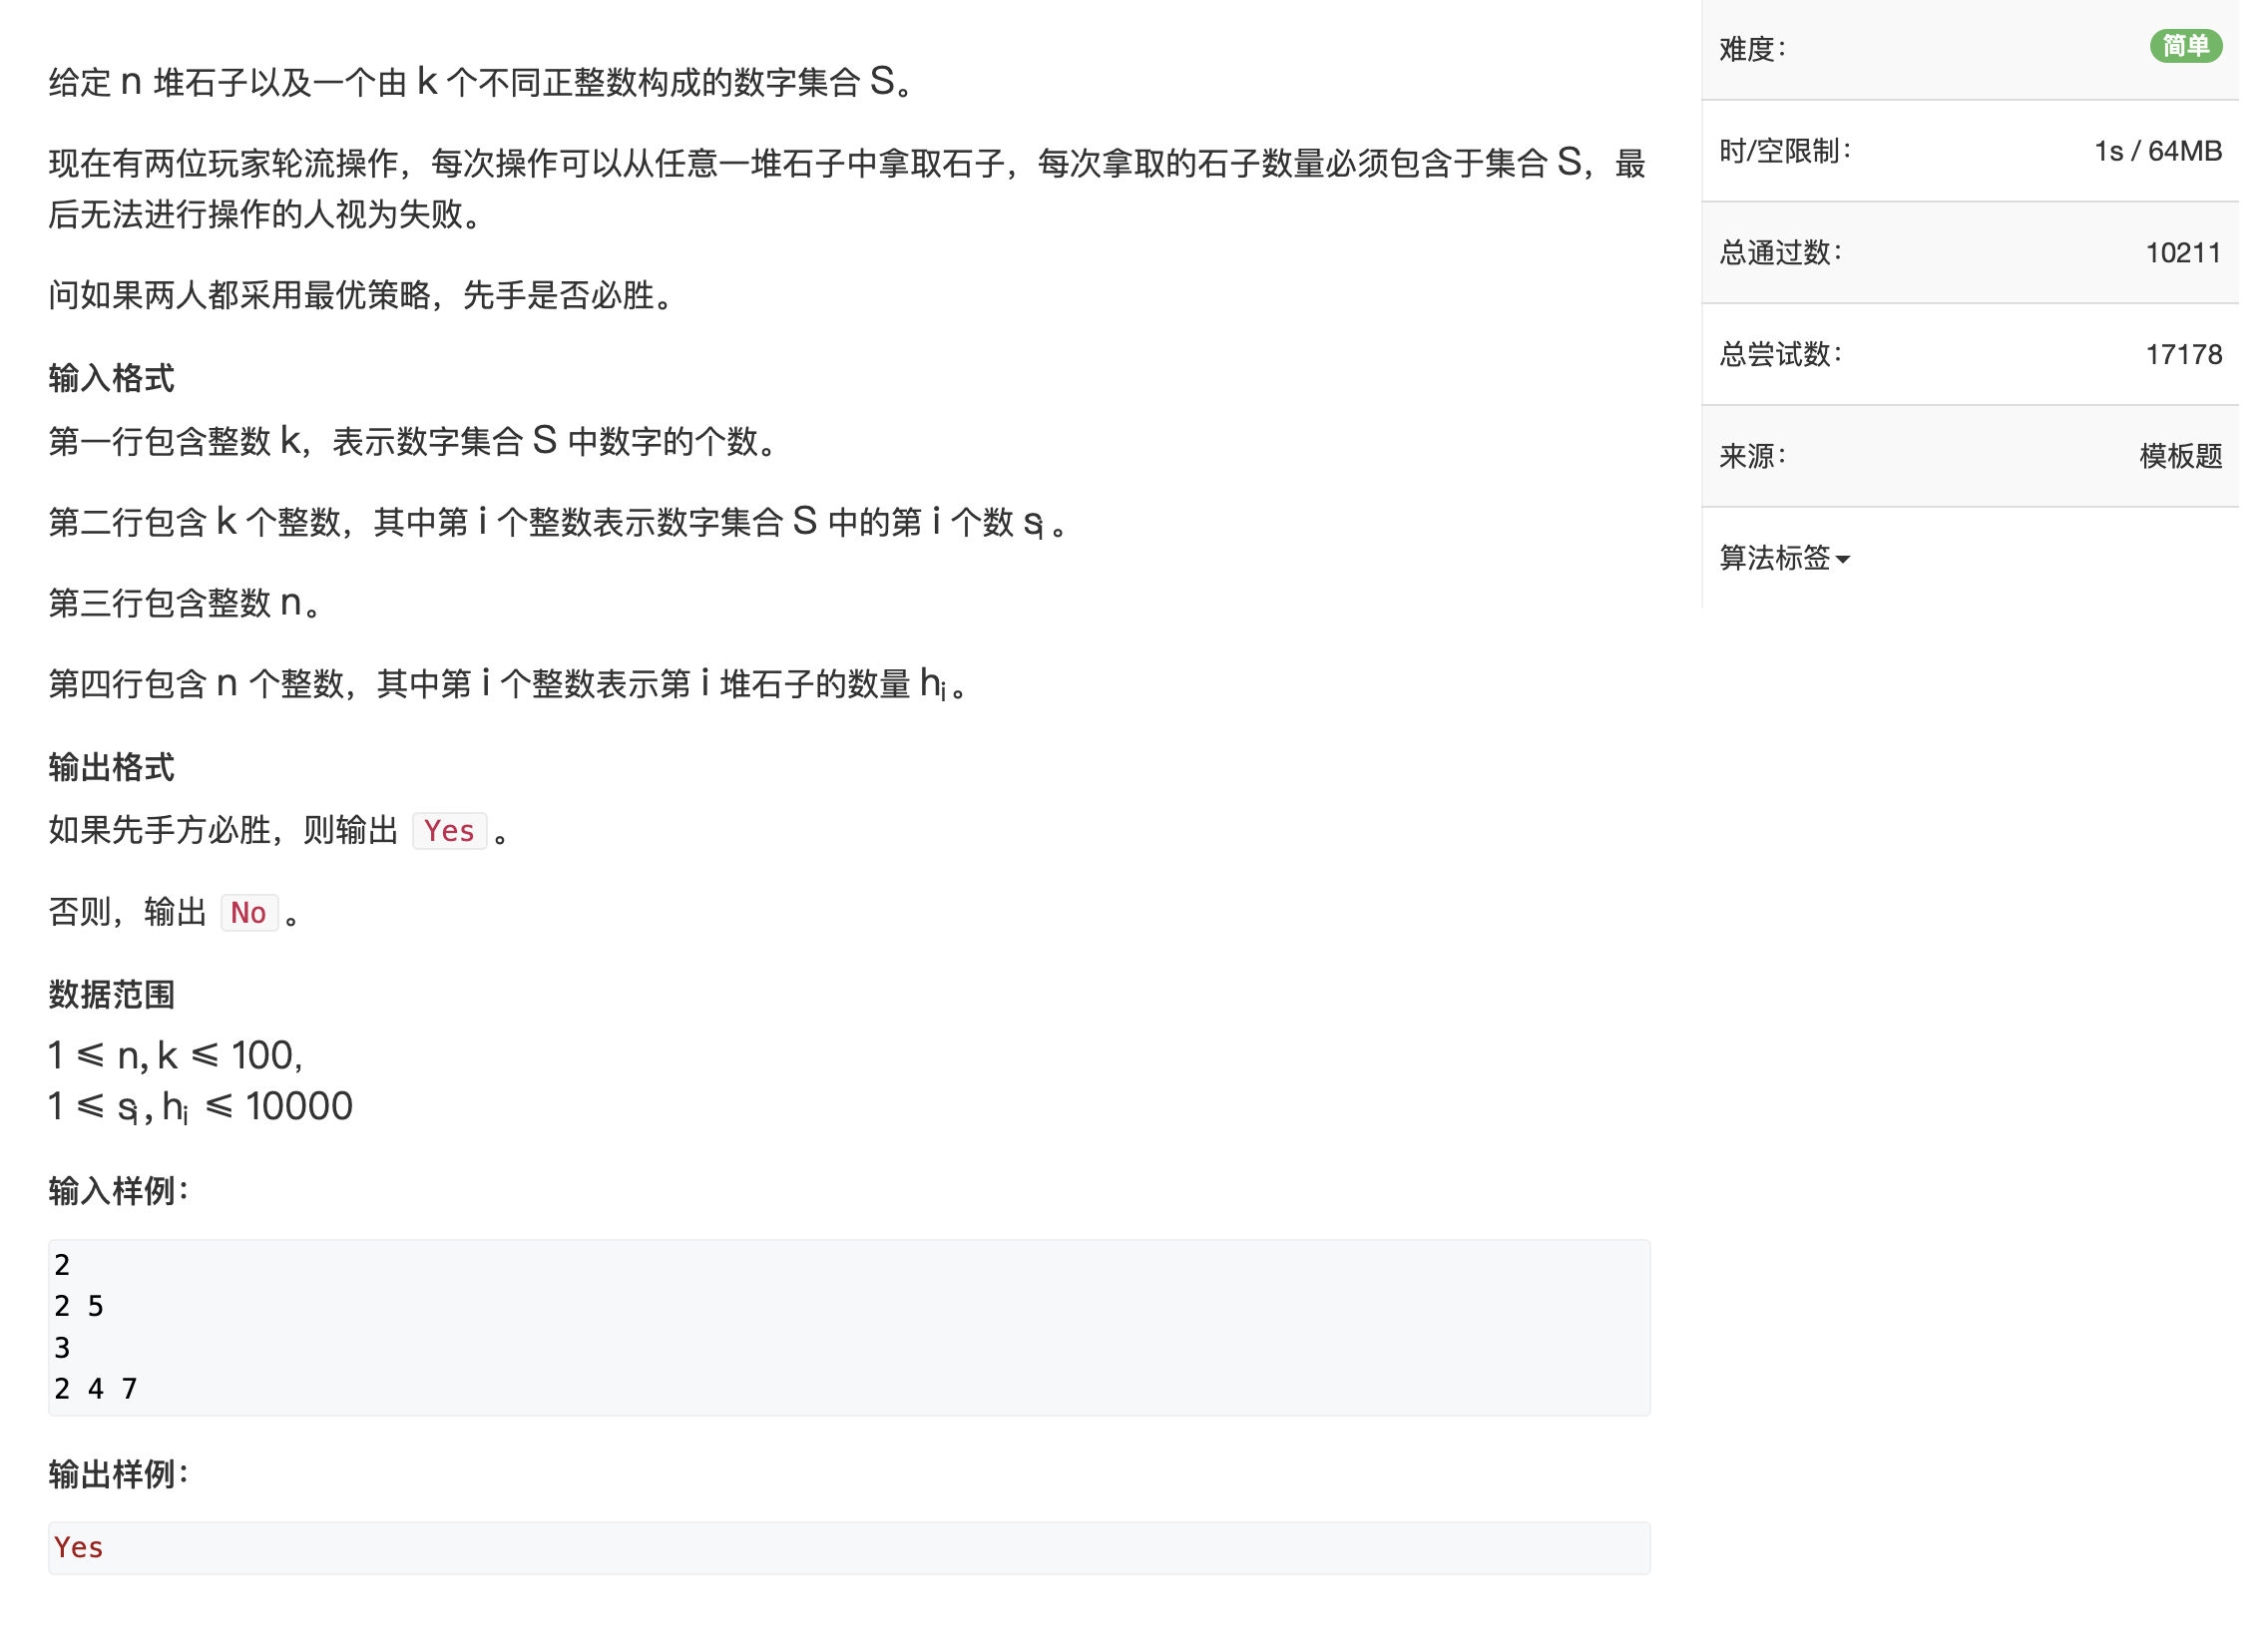 给定 n 堆石子以及一个由 k 个不同正整数构成的数字集合 S。
现在有两位玩家轮流操作，每次操作可以从任意一堆石子中拿取石子，每次拿取的石子数量必须包含于集合 S，最
后无法进行操作的人视为失败。
问如果两人都采用最优策略，先手是否必胜。
输入格式
第一行包含整数 k，表示数字集合 S 中数字的个数。
第二行包含 k 个整数，其中第 i 个整数表示数字集合 S 中的第 i 个数 sᵢ。
第三行包含整数 n。
第四行包含 n 个整数，其中第 i 个整数表示第 i 堆石子的数量 hᵢ。
输出格式
如果先手方必胜，则输出 Yes 。
否则，输出 No 。
数据范围
1 ⩽ n, k ⩽ 100,
1 ⩽ sᵢ, hᵢ ⩽ 10000
输入样例：
2
2 5
3
2 4 7
输出样例：
Yes
难度： 简单
时/空限制： 1s / 64MB
总通过数： 10211
总尝试数： 17178
来源： 模板题
算法标签